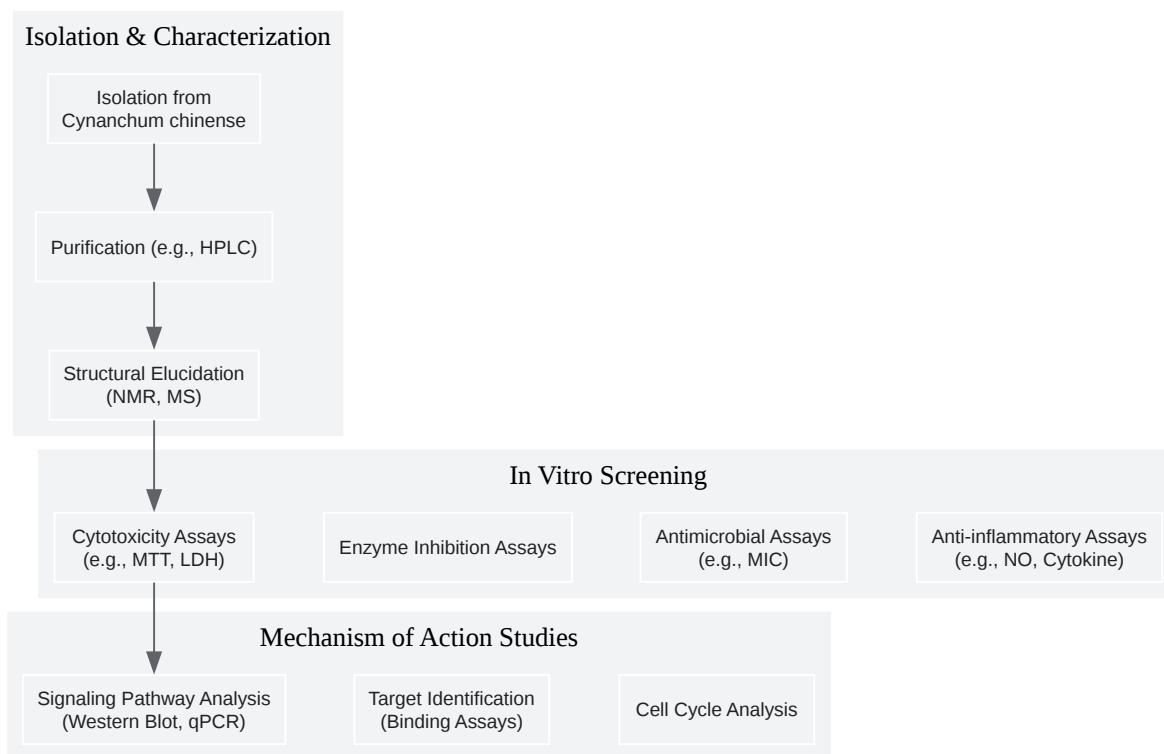 Isolation & Characterization
Isolation from
Cynanchum chinense
Purification (e.g., HPLC)
Structural Elucidation
(NMR, MS)
In Vitro Screening
Cytotoxicity Assays
(e.g., MTT, LDH)
Enzyme Inhibition Assays
Antimicrobial Assays
(e.g., MIC)
Anti-inflammatory Assays
(e.g., NO, Cytokine)
Mechanism of Action Studies
Signaling Pathway Analysis
(Western Blot, qPCR)
Target Identification
(Binding Assays)
Cell Cycle Analysis